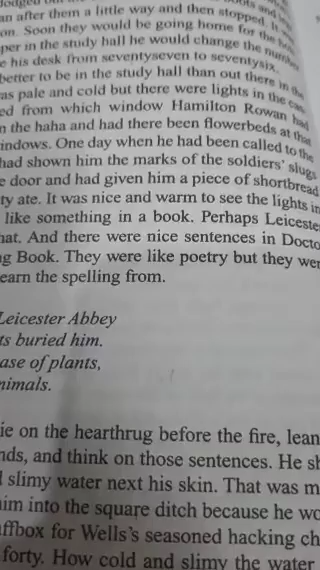 an after them a little way and then stopped. It was
on. Soon they would be going home for the
per in the study hall he would change the number
e his desk from seventyseven to seventysix.
better to be in the study hall than out there in the
as pale and cold but there were lights in the cas
ed from which window Hamilton Rowan had
n the haha and had there been flowerbeds at that
indows. One day when he had been called to the
had shown him the marks of the soldiers' slugs
e door and had given him a piece of shortbread
ty ate. It was nice and warm to see the lights in
like something in a book. Perhaps Leiceste
hat. And there were nice sentences in Docto
g Book. They were like poetry but they wer
earn the spelling from.
Leicester Abbey
ts buried him.
ase of plants,
nimals.
ie on the hearthrug before the fire, lean
nds, and think on those sentences. He sh
l slimy water next his skin. That was m
im into the square ditch because he wo
ffbox for Wells's seasoned hacking ch
forty. How cold and slimy the water